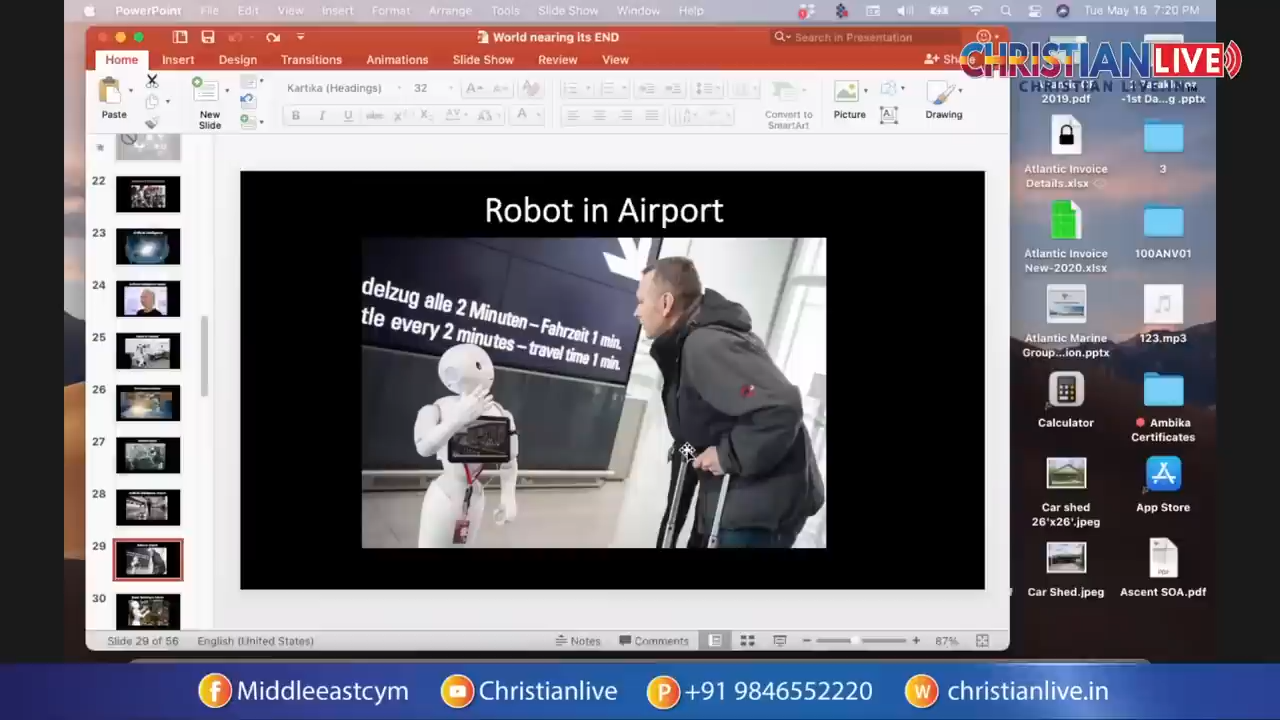 PowerPoint File Edit View Insert Format Arrange Tools Slide Show Window Help Tue May 18 7:20 PM
World nearing its END
Search in Presentation
Home Insert Design Transitions Animations Slide Show Review View
CHRISTIAN LIVE
2019.pdf
Kartika (Headings) 32
Paste
New
Slide
Convert to
SmartArt
Picture
Drawing
22
23
24
25
26
27
28
29
30
Robot in Airport
delzug alle 2 Minuten – Fahrzeit 1 min.
tle every 2 minutes – travel time 1 min.
Atlantic Invoice
Details.xlsx
3
Atlantic Invoice
New-2020.xlsx
100ANV01
Atlantic Marine
Group...ion.pptx
123.mp3
Calculator
Ambika
Certificates
Car shed
26'x26'.jpeg
App Store
Car Shed.jpeg
PDF
Ascent SOA.pdf
Slide 29 of 56 English (United States) Notes Comments 87%
Middleeastcym Christianlive +91 9846552220 christianlive.in